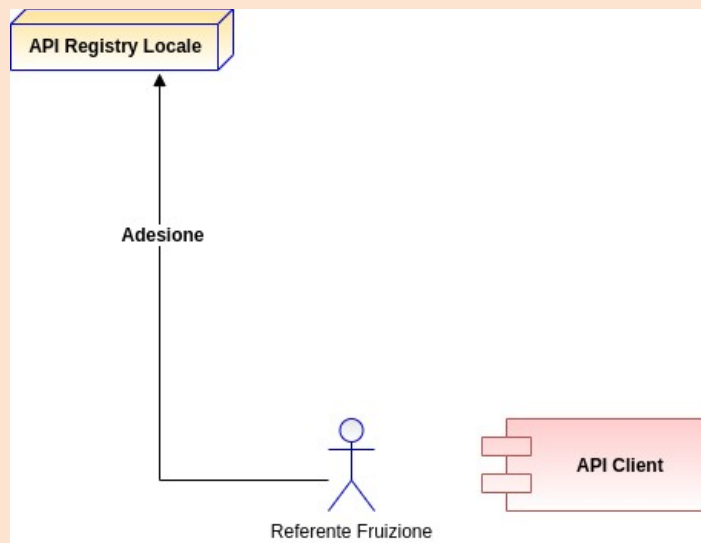 API Registry Locale
Adesione
API Client
Referente Fruizione